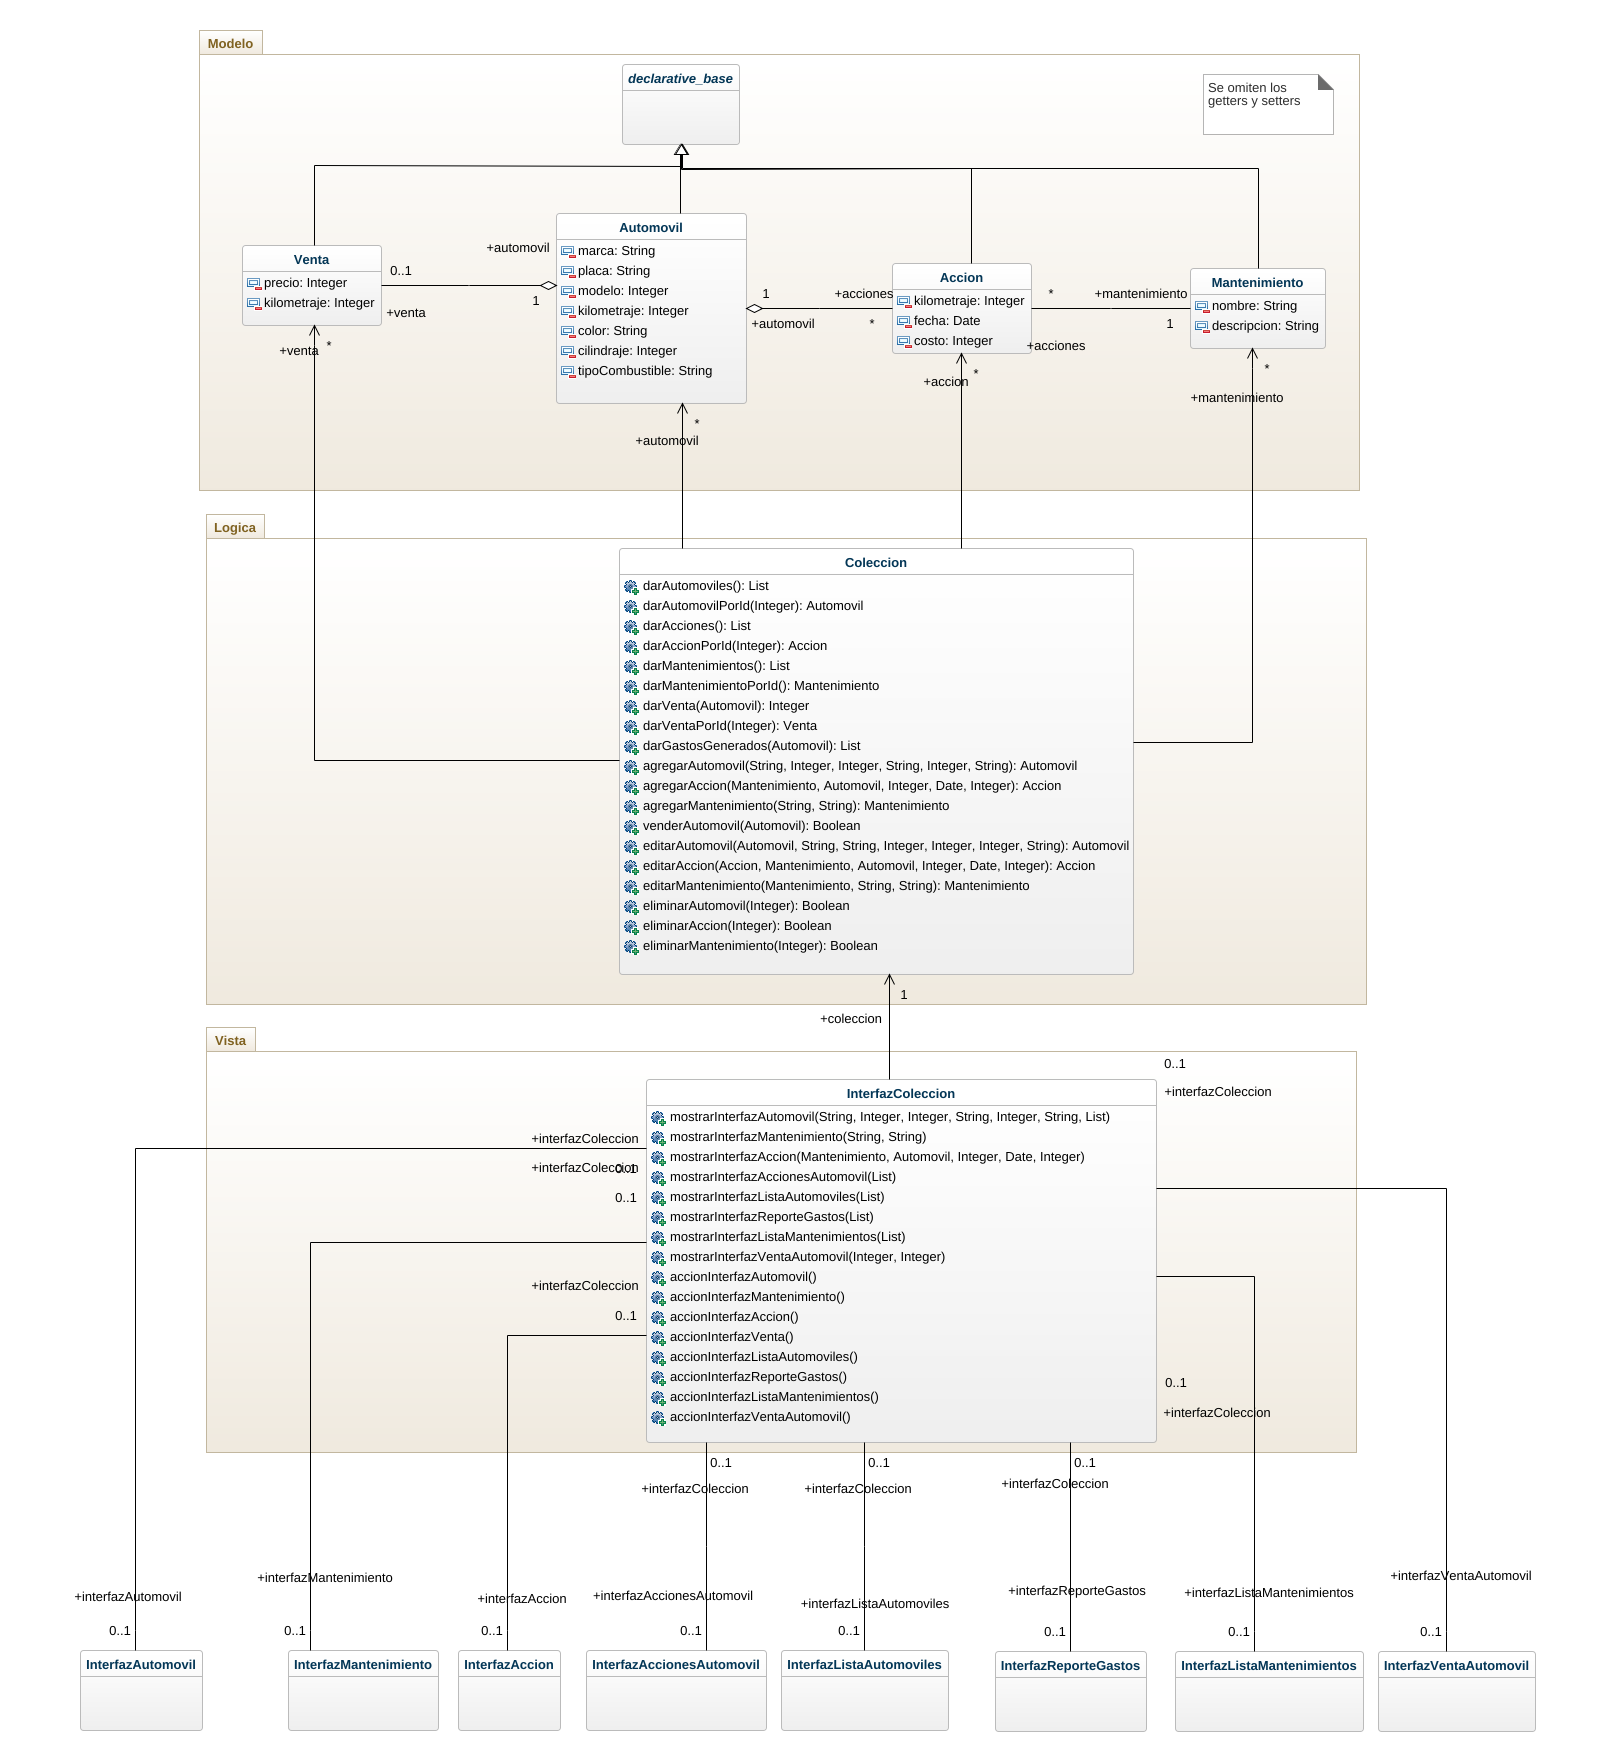 Modelo
declarative_base
Se omiten los
getters y setters
Venta
precio: Integer
kilometraje: Integer
0..1
+venta
+automovil
1
Automovil
marca: String
placa: String
modelo: Integer
kilometraje: Integer
color: String
cilindraje: Integer
tipoCombustible: String
1
+automovil
+acciones
*
Accion
kilometraje: Integer
fecha: Date
costo: Integer
*
+acciones
+mantenimiento
1
Mantenimiento
nombre: String
descripcion: String
+venta
*
*
+automovil
*
+accion
*
+mantenimiento
Logica
Coleccion
darAutomoviles(): List
darAutomovilPorId(Integer): Automovil
darAcciones(): List
darAccionPorId(Integer): Accion
darMantenimientos(): List
darMantenimientoPorId(): Mantenimiento
darVenta(Automovil): Integer
darVentaPorId(Integer): Venta
darGastosGenerados(Automovil): List
agregarAutomovil(String, Integer, Integer, String, Integer, String): Automovil
agregarAccion(Mantenimiento, Automovil, Integer, Date, Integer): Accion
agregarMantenimiento(String, String): Mantenimiento
venderAutomovil(Automovil): Boolean
editarAutomovil(Automovil, String, String, Integer, Integer, Integer, String): Automovil
editarAccion(Accion, Mantenimiento, Automovil, Integer, Date, Integer): Accion
editarMantenimiento(Mantenimiento, String, String): Mantenimiento
eliminarAutomovil(Integer): Boolean
eliminarAccion(Integer): Boolean
eliminarMantenimiento(Integer): Boolean
1
+coleccion
Vista
0..1
+interfazColeccion
InterfazColeccion
mostrarInterfazAutomovil(String, Integer, Integer, String, Integer, String, List)
mostrarInterfazMantenimiento(String, String)
mostrarInterfazAccion(Mantenimiento, Automovil, Integer, Date, Integer)
mostrarInterfazAccionesAutomovil(List)
mostrarInterfazListaAutomoviles(List)
mostrarInterfazReporteGastos(List)
mostrarInterfazListaMantenimientos(List)
mostrarInterfazVentaAutomovil(Integer, Integer)
accionInterfazAutomovil()
accionInterfazMantenimiento()
accionInterfazAccion()
accionInterfazVenta()
accionInterfazListaAutomoviles()
accionInterfazReporteGastos()
accionInterfazListaMantenimientos()
accionInterfazVentaAutomovil()
+interfazColeccion
0..1
+interfazColeccion
0..1
+interfazColeccion
0..1
0..1
+interfazColeccion
0..1
+interfazColeccion
0..1
+interfazColeccion
0..1
+interfazColeccion
+interfazAutomovil
0..1
+interfazMantenimiento
0..1
+interfazAccion
0..1
+interfazAccionesAutomovil
0..1
+interfazListaAutomoviles
0..1
+interfazReporteGastos
0..1
+interfazListaMantenimientos
0..1
+interfazVentaAutomovil
0..1
InterfazAutomovil
InterfazMantenimiento
InterfazAccion
InterfazAccionesAutomovil
InterfazListaAutomoviles
InterfazReporteGastos
InterfazListaMantenimientos
InterfazVentaAutomovil